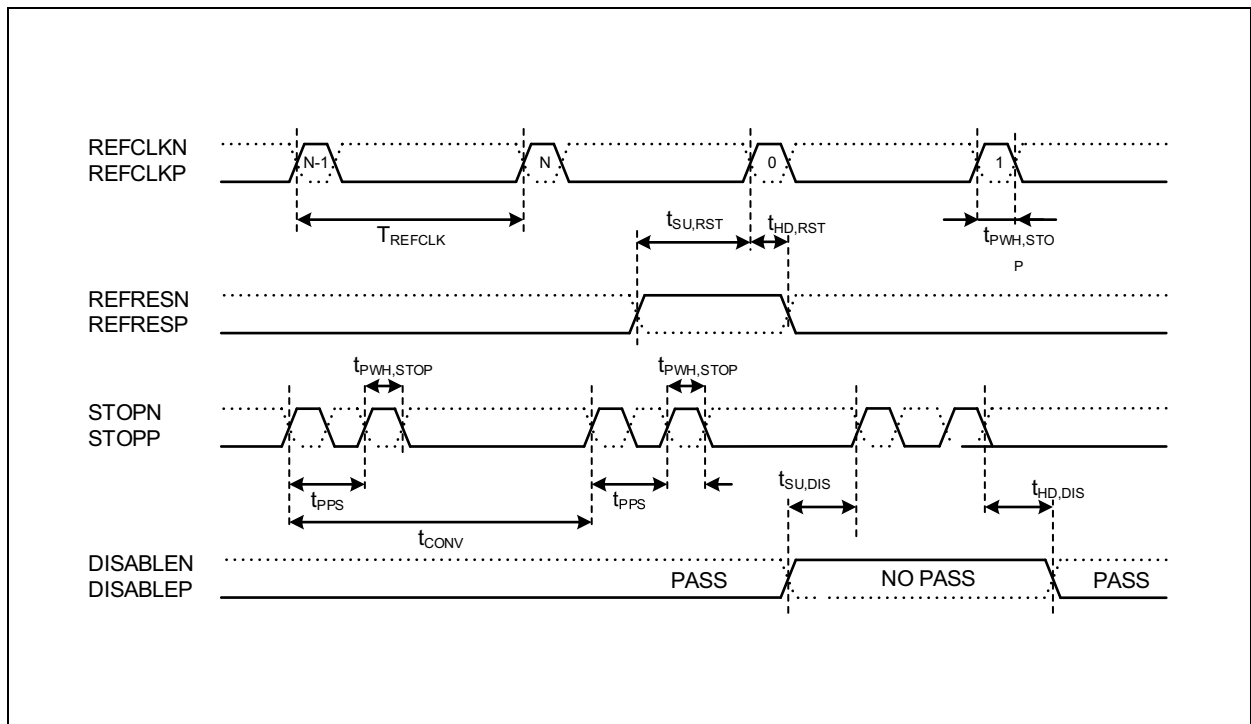 REFCLKN
REFCLKP
N-1
N
0
1
TREFCLK
tSU,RST
tHD,RST
tPWH,STO
P
REFRESN
REFRESP
tPWH,STOP
tPWH,STOP
STOPN
STOPP
tPPS
tPPS
tSU,DIS
tHD,DIS
tCONV
DISABLEN
DISABLEP
PASS
NO PASS
PASS